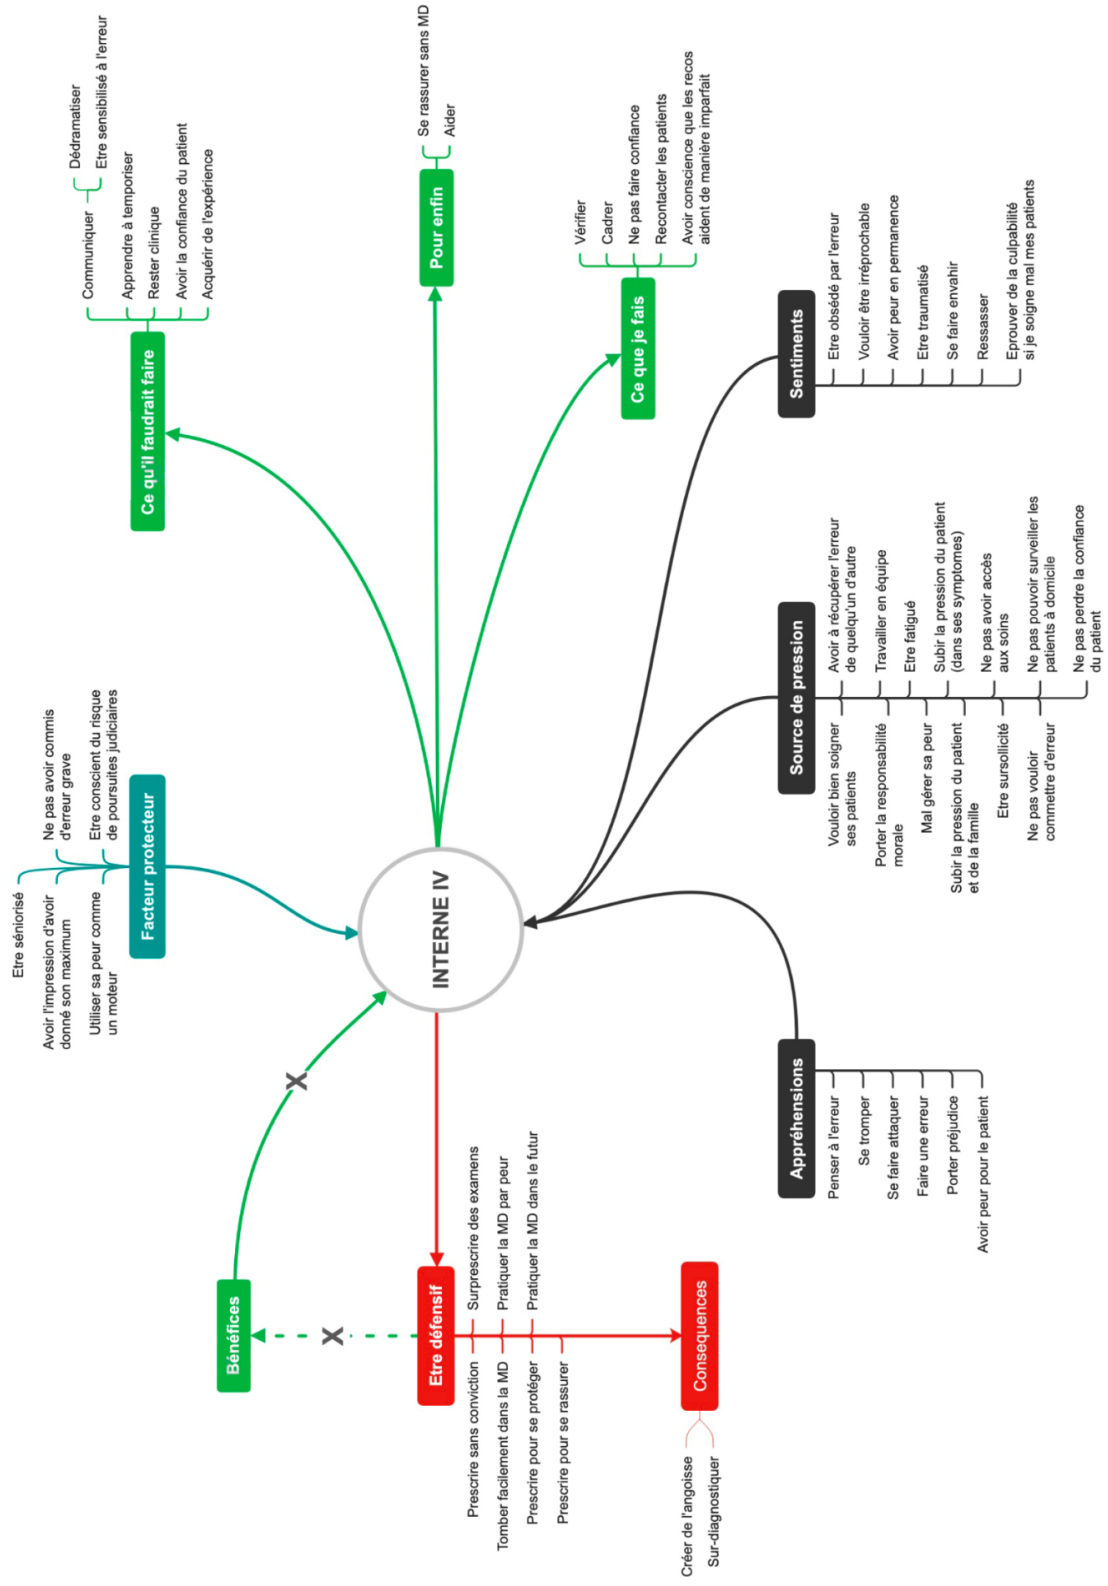 Bénéfices
X
X
Etre séniorisé
Avoir l'impression d'avoir
donné son maximum
Ne pas avoir commis
d'erreur grave
Utiliser sa peur comme
un moteur
Etre conscient du risque
de poursuites judiciaires
Facteur protecteur
Ce qu'il faudrait faire
Communiquer
Dédramatiser
Etre sensibilisé à l'erreur
Apprendre à temporiser
Rester clinique
Avoir la confiance du patient
Acquérir de l'expérience
Etre défensif
Prescrire sans conviction
Surprescrire des examens
Tomber facilement dans la MD
Pratiquer la MD par peur
Prescrire pour se protéger
Pratiquer la MD dans le futur
Prescrire pour se rassurer
Consequences
Créer de l'angoisse
Sur-diagnostiquer
INTERNE IV
Pour enfin
Se rassurer sans MD
Aider
Ce que je fais
Vérifier
Cadrer
Ne pas faire confiance
Recontacter les patients
Avoir conscience que les recos
aident de manière imparfait
Appréhensions
Penser à l'erreur
Se tromper
Se faire attaquer
Faire une erreur
Porter préjudice
Avoir peur pour le patient
Source de pression
Vouloir bien soigner
ses patients
Avoir à récupérer l'erreur
de quelqu'un d'autre
Porter la responsabilité
morale
Travailler en équipe
Etre fatigué
Mal gérer sa peur
Subir la pression du patient
(dans ses symptomes)
Subir la pression du patient
et de la famille
Ne pas avoir accès
aux soins
Etre sursollicité
Ne pas pouvoir surveiller les
patients à domicile
Ne pas vouloir
commettre d'erreur
Ne pas perdre la confiance
du patient
Sentiments
Etre obsédé par l'erreur
Vouloir être irréprochable
Avoir peur en permanence
Etre traumatisé
Se faire envahir
Ressasser
Eprouver de la culpabilité
si je soigne mal mes patients